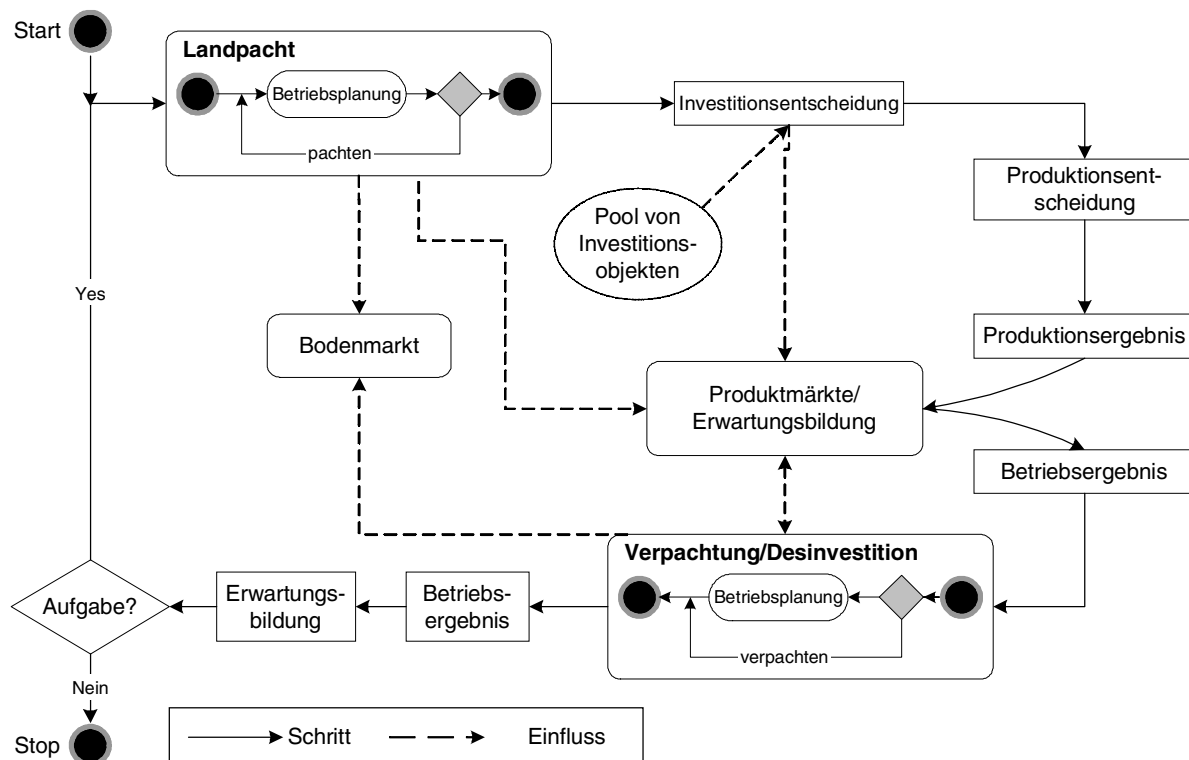 Start
Landpacht
Betriebsplanung
pachten
Investitionsentscheidung
Produktionsent-
scheidung
Pool von
Investitions-
objekten
Yes
Bodenmarkt
Produktionsergebnis
Produktmärkte/
Erwartungsbildung
Betriebsergebnis
Verpachtung/Desinvestition
Betriebsplanung
verpachten
Betriebs-
ergebnis
Erwartungs-
bildung
Aufgabe?
Nein
Stop
Schritt
Einfluss